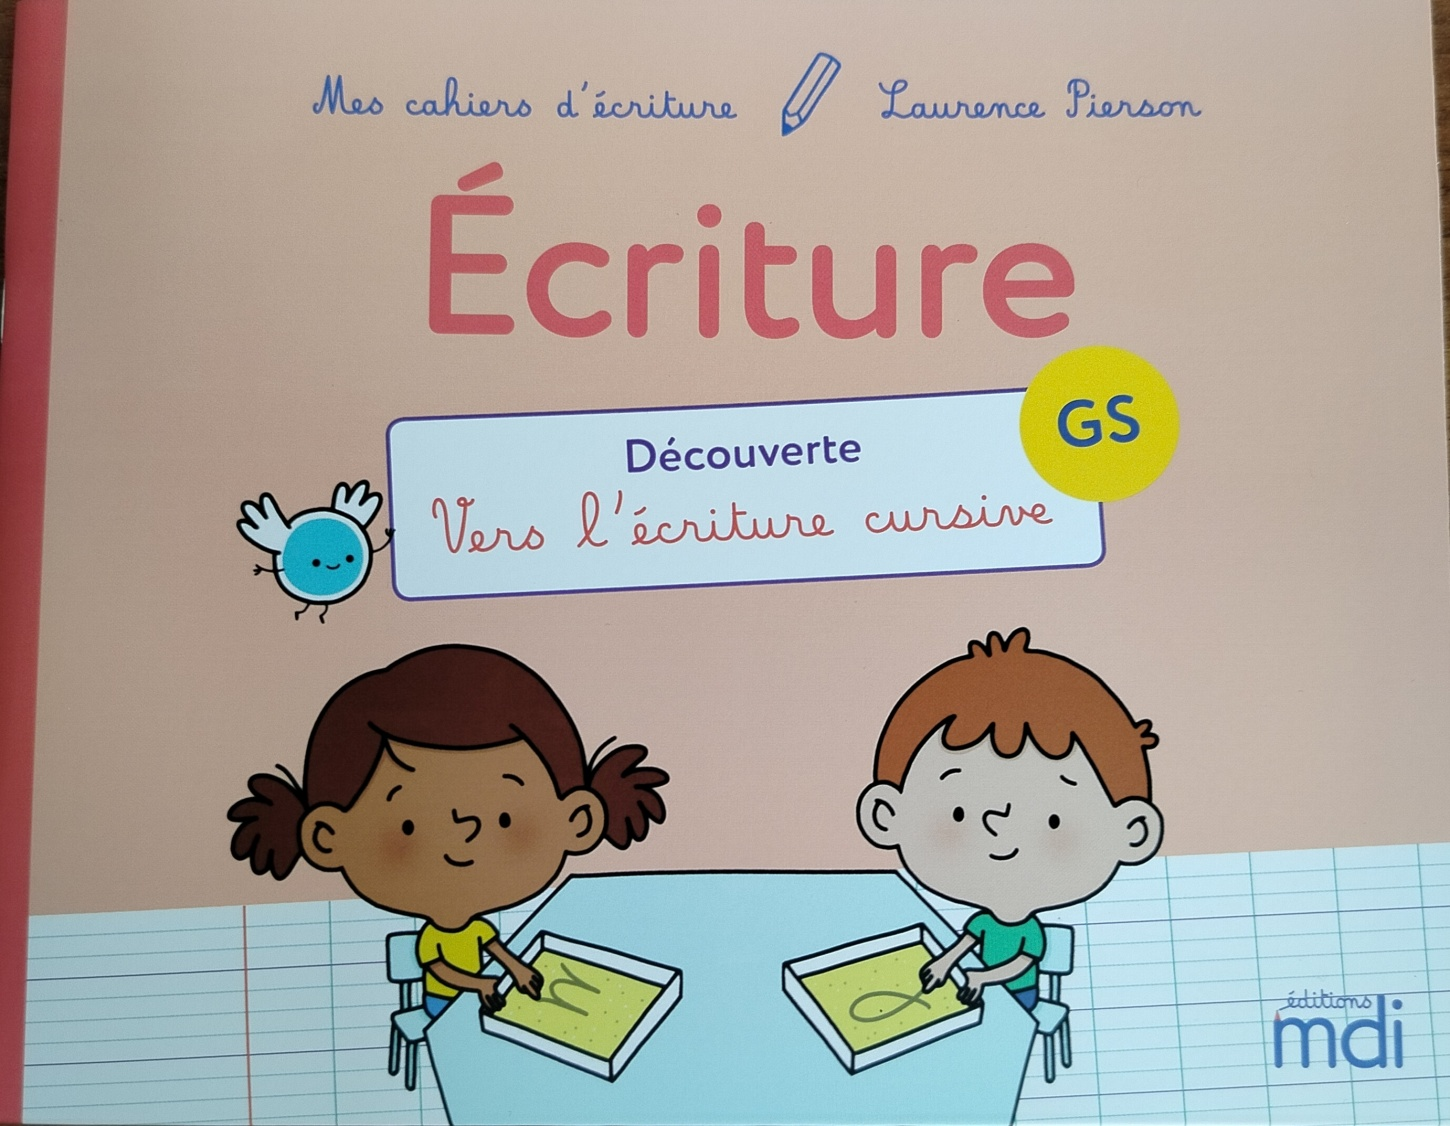 Mes cahiers d'écriture Laurence Pierson
Écriture
GS
Découverte
Vers l'écriture cursive
éditions
mdi